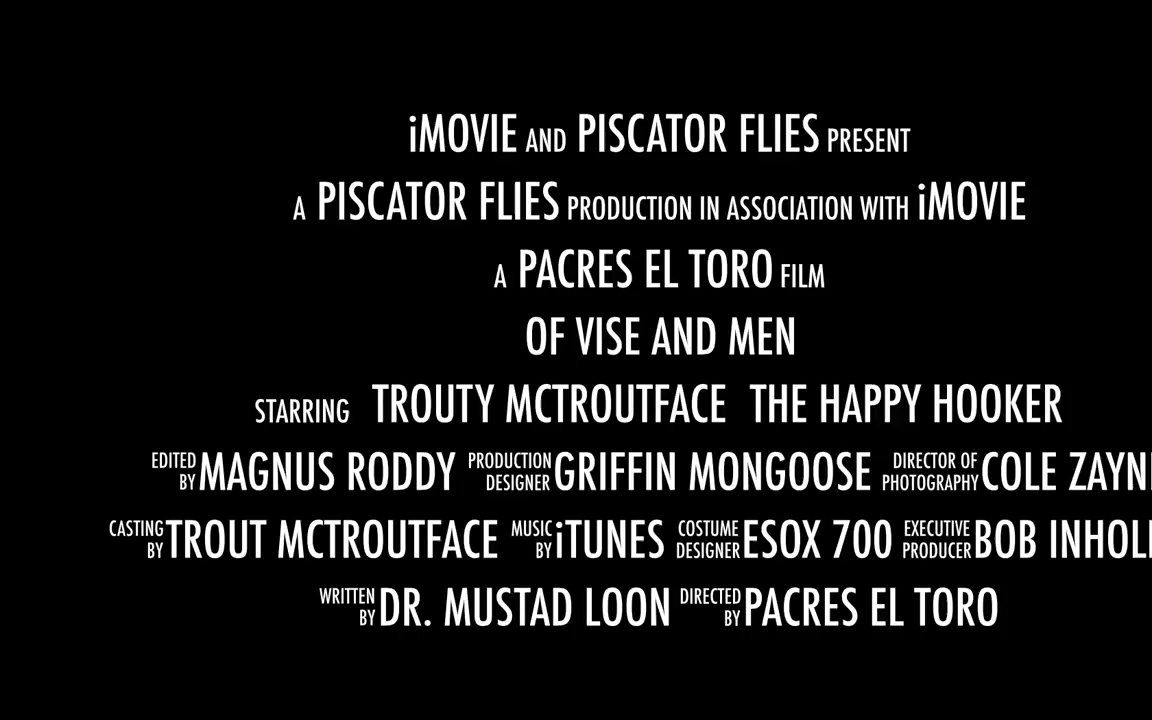 iMOVIE AND PISCATOR FLIES PRESENT
A PISCATOR FLIES PRODUCTION IN ASSOCIATION WITH iMOVIE
A PACRES EL TORO FILM
OF VISE AND MEN
STARRING TROUTY MCTROUTFACE THE HAPPY HOOKER
EDITED BY MAGNUS RODDY PRODUCTION DESIGNER GRIFFIN MONGOOSE DIRECTOR OF PHOTOGRAPHY COLE
CASTING BY TROUT MCTROUTFACE MUSIC BY iTUNES COSTUME DESIGNER ESOX 700 EXECUTIVE PRODUCER BOB
WRITTEN BY DR. MUSTAD LOON DIRECTED BY PACRES EL TORO